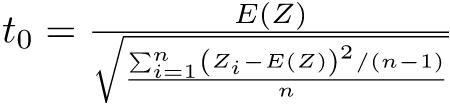 t_0 = \frac{E(Z)}{\sqrt{\frac{\sum_{i=1}^{n}(Z_i - E(Z))^2/(n-1)}{n}}}